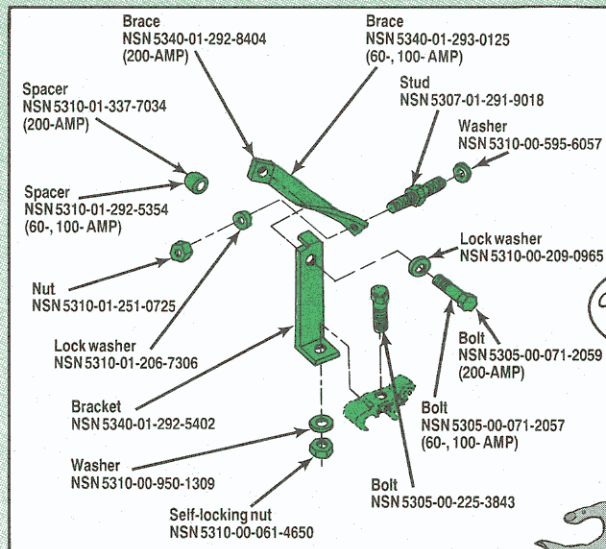 Brace
NSN 5340-01-292-8404
(200-AMP)
Brace
NSN 5340-01-293-0125
(60-, 100- AMP)
Spacer
NSN 5310-01-337-7034
(200-AMP)
Stud
NSN 5307-01-291-9018
Washer
NSN 5310-00-595-6057
Spacer
NSN 5310-01-292-5354
(60-, 100- AMP)
Lock washer
NSN 5310-00-209-0965
Nut
NSN 5310-01-251-0725
Lock washer
NSN 5310-01-206-7306
Bolt
NSN 5305-00-071-2059
(200-AMP)
Bracket
NSN 5340-01-292-5402
Bolt
NSN 5305-00-071-2057
(60-, 100- AMP)
Washer
NSN 5310-00-950-1309
Bolt
NSN 5305-00-225-3843
Self-locking nut
NSN 5310-00-061-4650